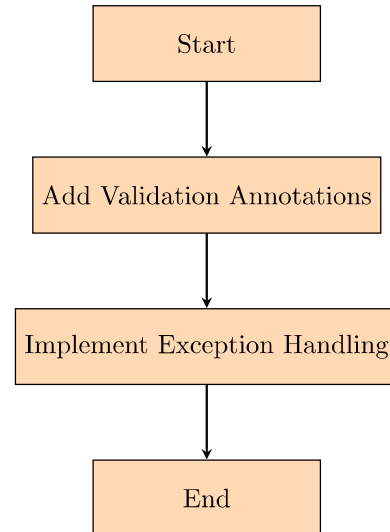 Start
Add Validation Annotations
Implement Exception Handling
End